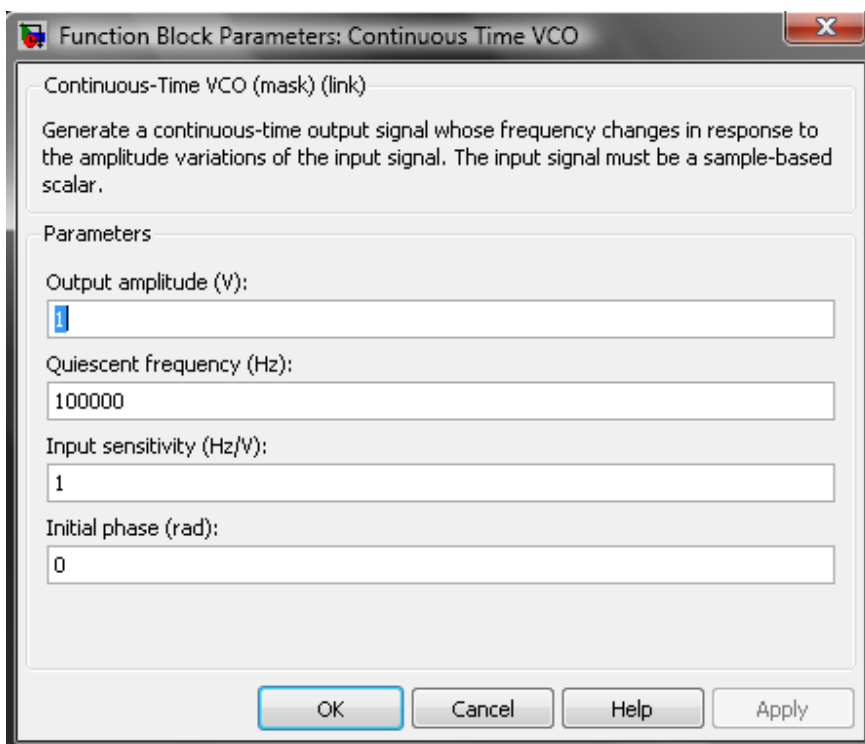 Function Block Parameters: Continuous Time VCO
Continuous-Time VCO (mask) (link)
Generate a continuous-time output signal whose frequency changes in response to
the amplitude variations of the input signal. The input signal must be a sample-based
scalar.
Parameters
Output amplitude (V):
1
Quiescent frequency (Hz):
100000
Input sensitivity (Hz/V):
1
Initial phase (rad):
0
OK Cancel Help Apply